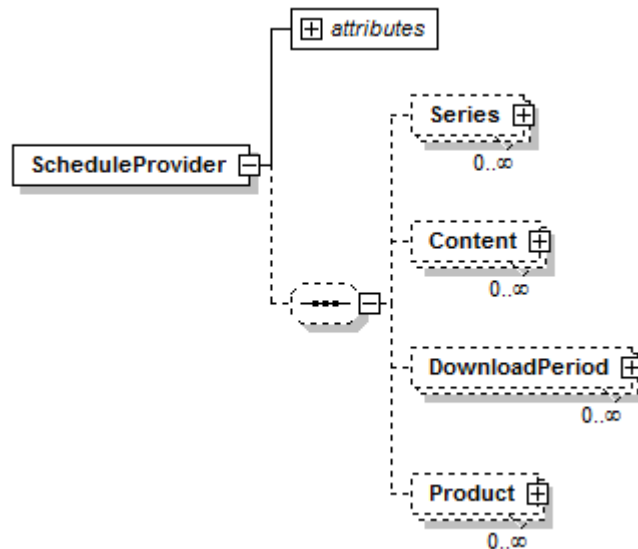 attributes
Series
0..∞
ScheduleProvider
Content
0..∞
DownloadPeriod
0..∞
Product
0..∞